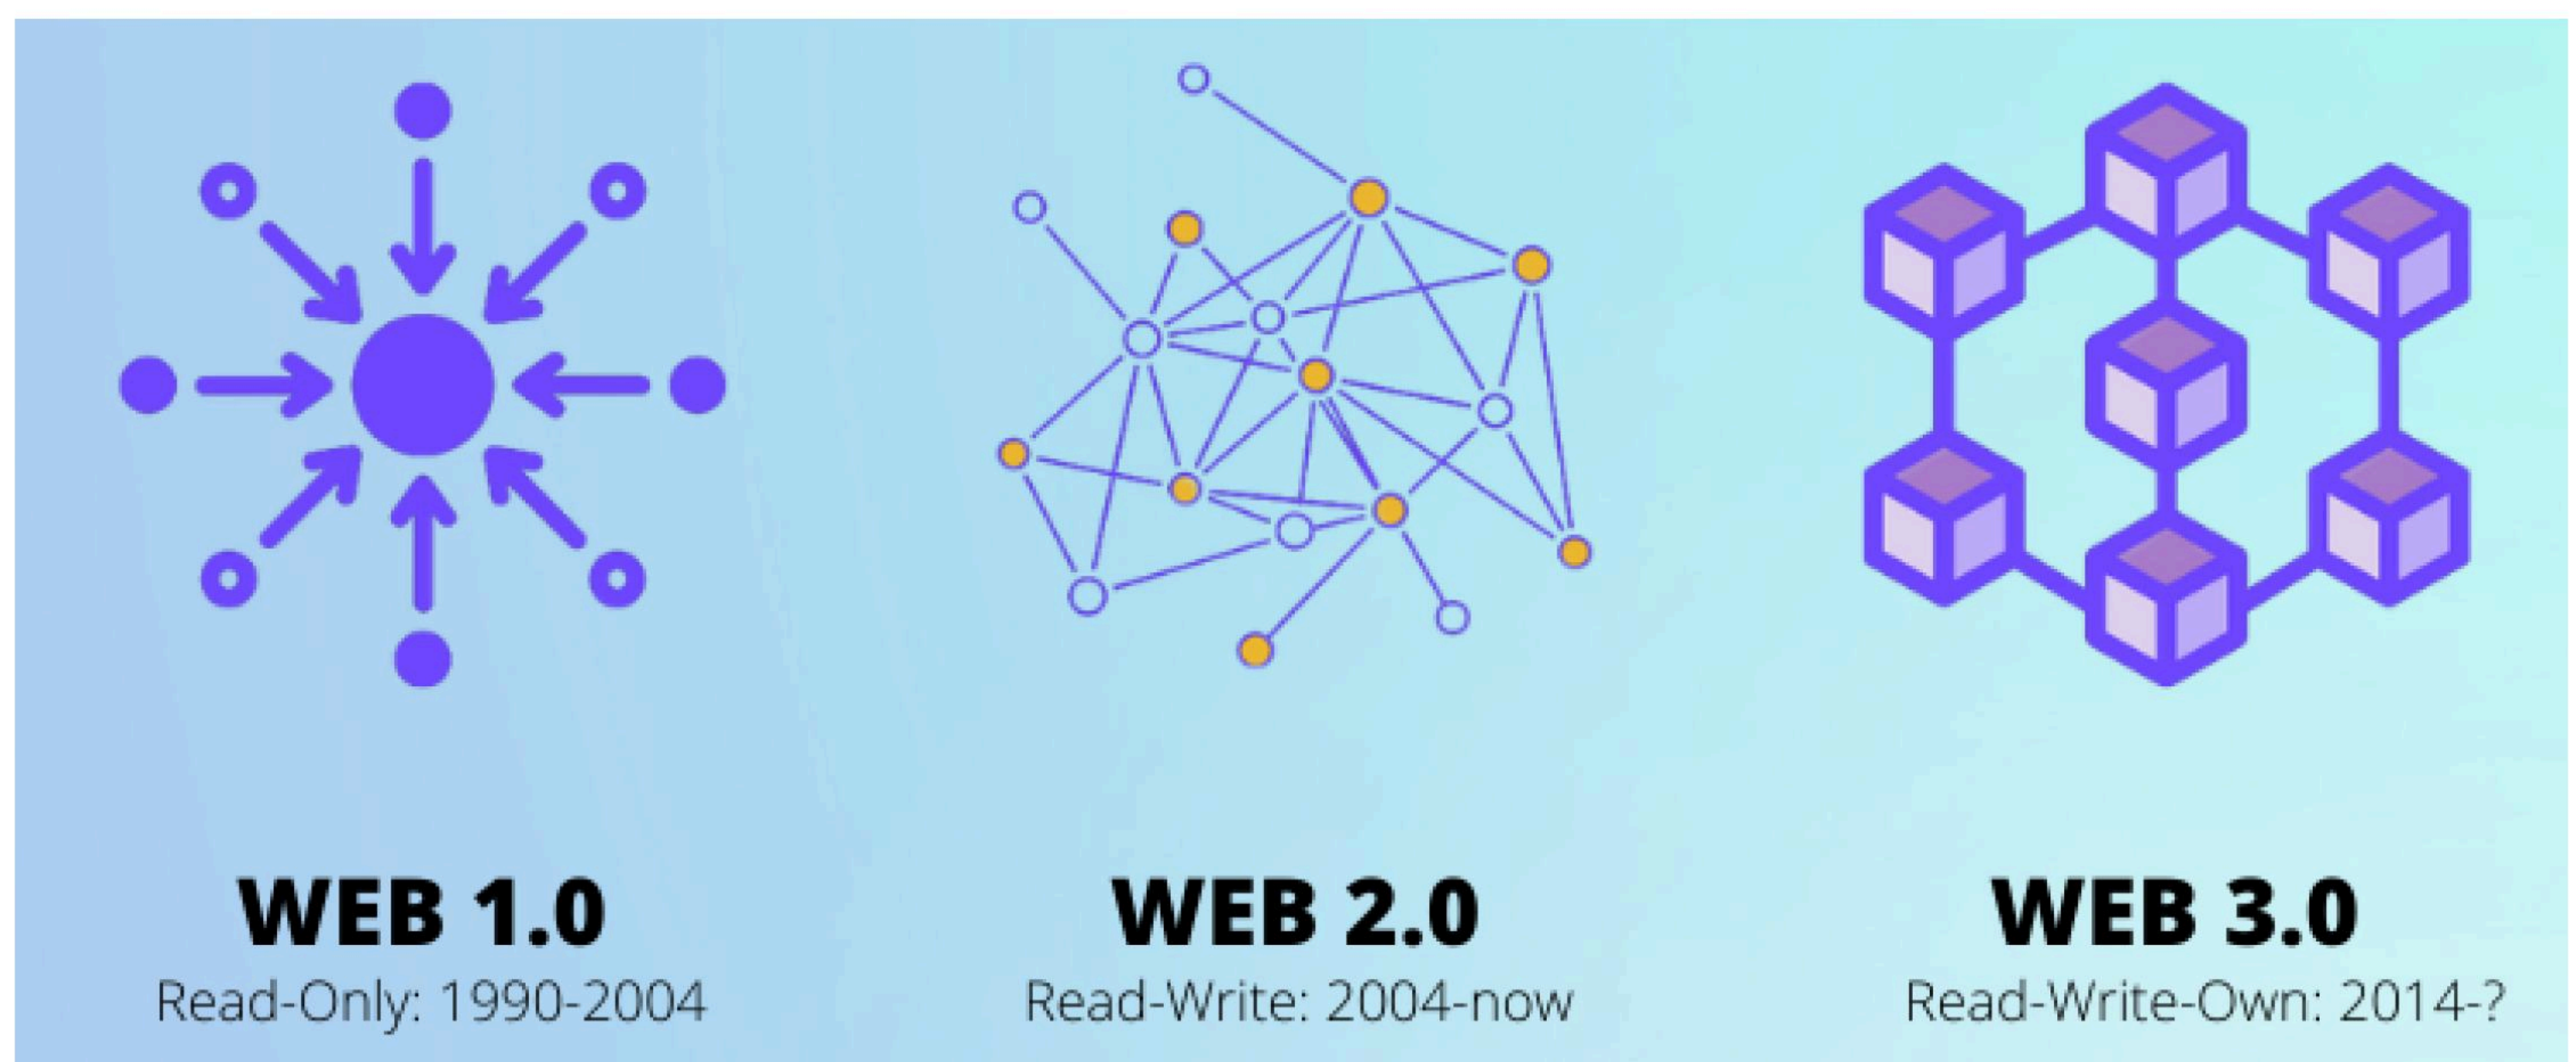 WEB 1.0
Read-Only: 1990-2004
WEB 2.0
Read-Write: 2004-now
WEB 3.0
Read-Write-Own: 2014-?